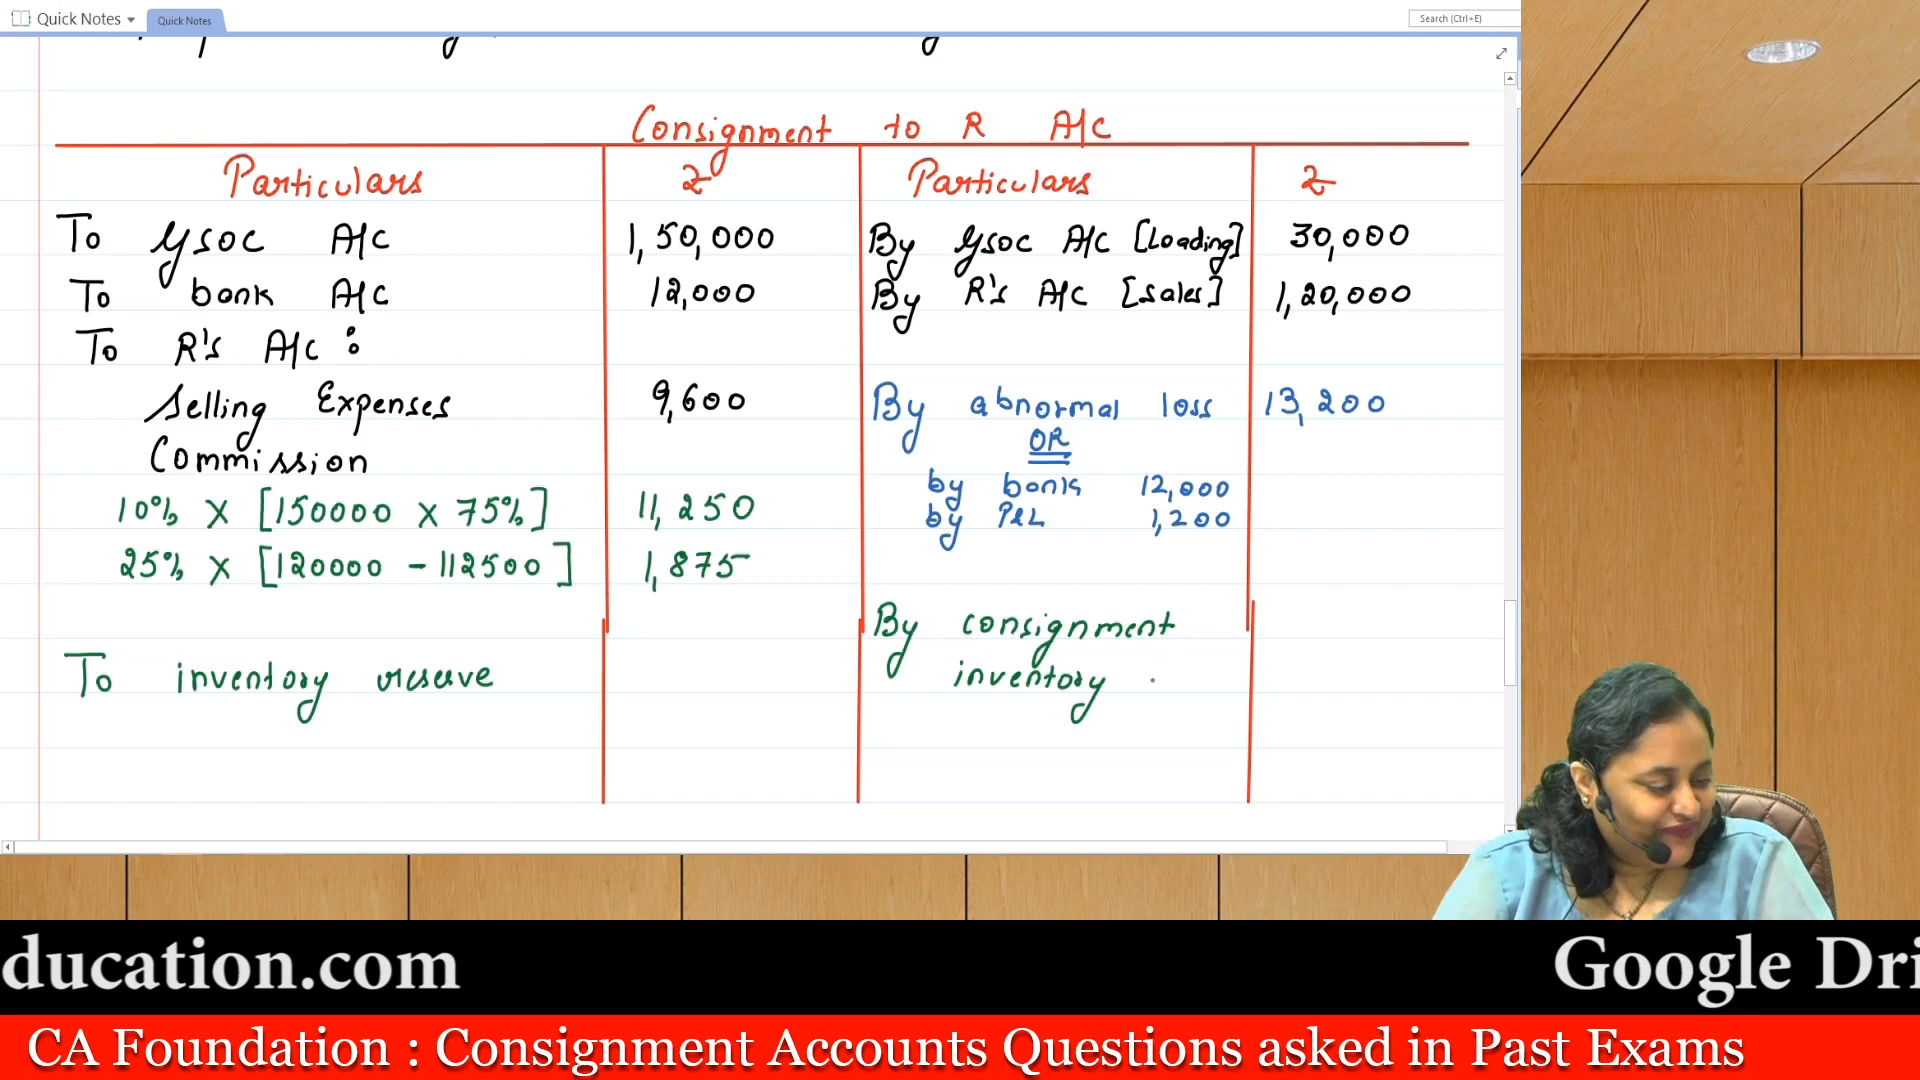 Quick Notes
Quick Notes
Search (Ctrl+E)
Consignment to R A/C
Particulars ₹ Particulars ₹
To GSOC A/C 1,50,000 By GSOC A/C [Loading] 30,000
To bank A/C 12,000 By R's A/C [Sales] 1,20,000
To R's A/C :
Selling Expenses 9,600 By abnormal loss 13,200
OR
Commission
by bank 12,000
10% X [150000 X 75%] 11,250
by P&L 1,200
25% X [120000 - 112500] 1,875
By consignment
To inventory reserve inventory
ducation.com Google Dri
CA Foundation : Consignment Accounts Questions asked in Past Exams